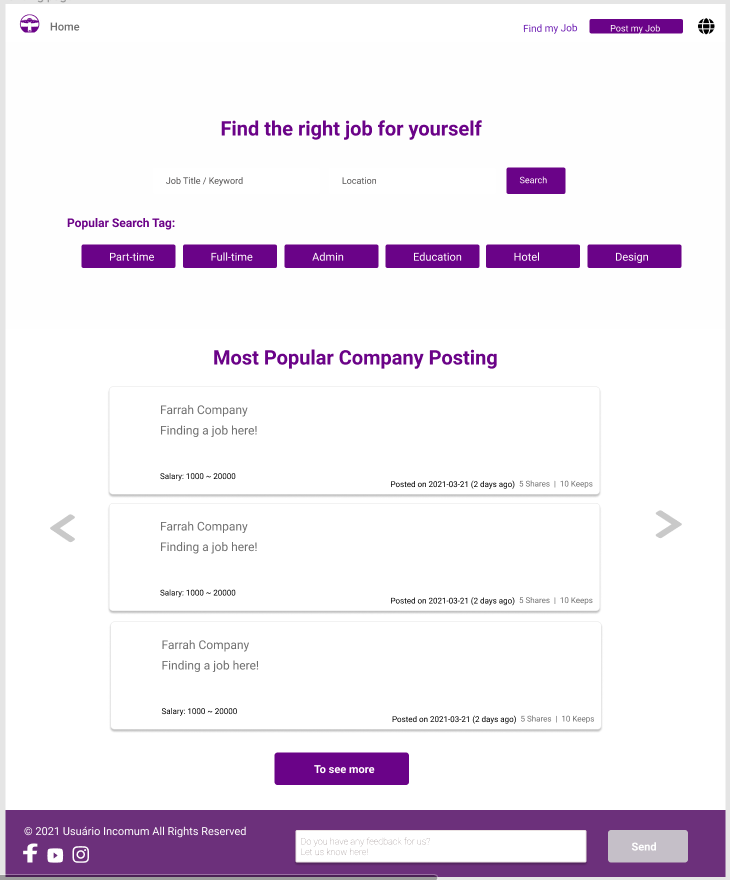 Home
Find my Job
Post my Job
Find the right job for yourself
Job Title / Keyword
Location
Search
Popular Search Tag:
Part-time
Full-time
Admin
Education
Hotel
Design
Most Popular Company Posting
Farrah Company
Finding a job here!
Salary: 1000 ~ 20000
Posted on 2021-03-21 (2 days ago) 5 Shares | 10 Keeps
Farrah Company
Finding a job here!
Salary: 1000 ~ 20000
Posted on 2021-03-21 (2 days ago) 5 Shares | 10 Keeps
Farrah Company
Finding a job here!
Salary: 1000 ~ 20000
Posted on 2021-03-21 (2 days ago) 5 Shares | 10 Keeps
To see more
© 2021 Usuário Incomum All Rights Reserved
Do you have any feedback for us?
Let us know here!
Send